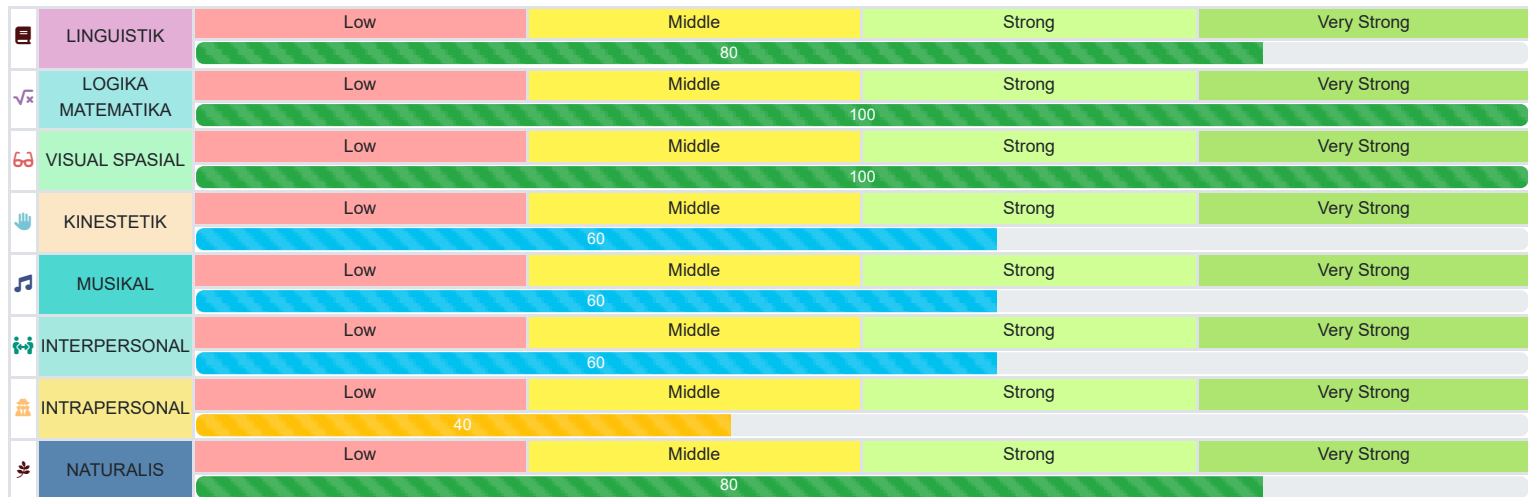 Low Middle Strong Very Strong
LINGUISTIK
80
Low Middle Strong Very Strong
LOGIKA
MATEMATIKA
100
Low Middle Strong Very Strong
VISUAL SPASIAL
100
Low Middle Strong Very Strong
KINESTETIK
60
Low Middle Strong Very Strong
MUSIKAL
60
Low Middle Strong Very Strong
INTERPERSONAL
60
Low Middle Strong Very Strong
INTRAPERSONAL
40
Low Middle Strong Very Strong
NATURALIS
80